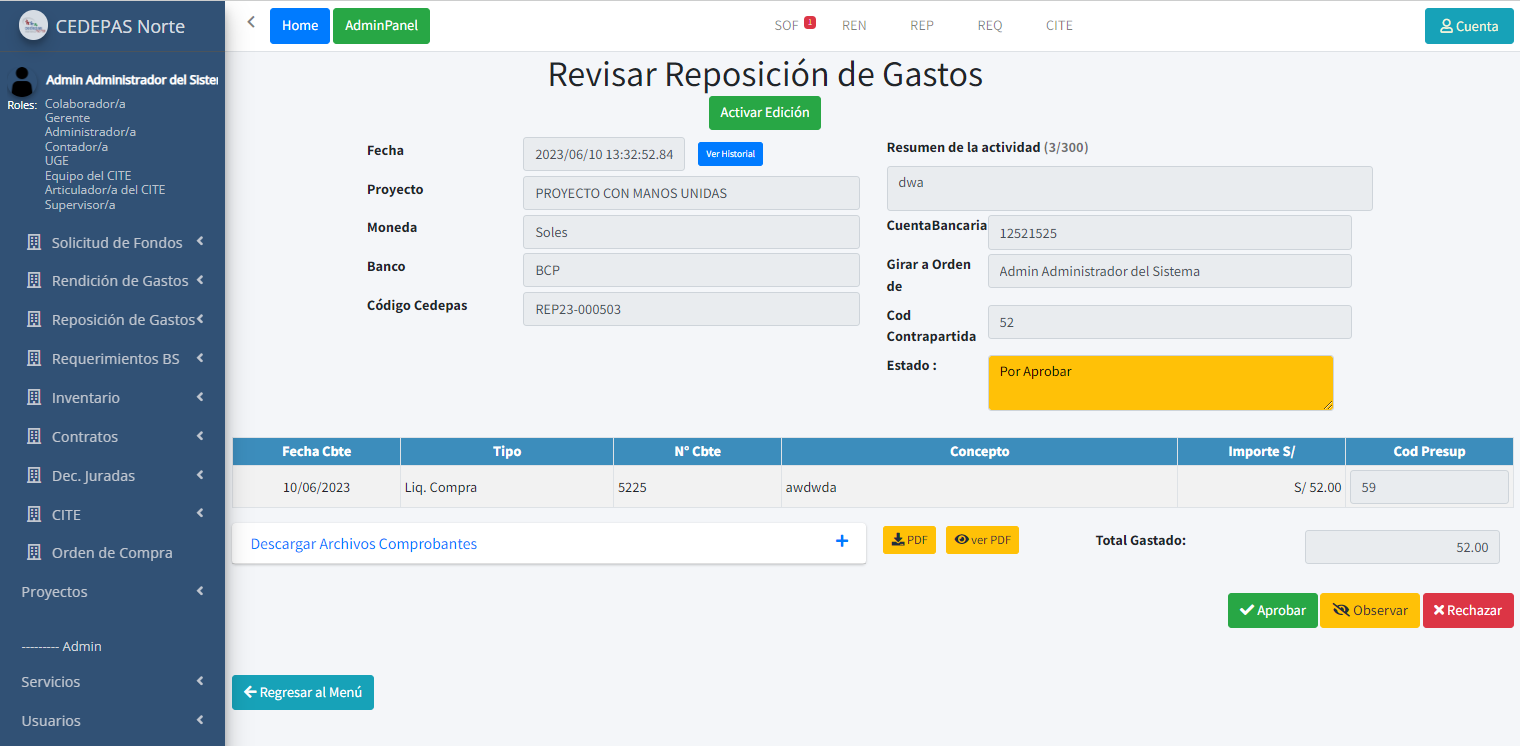 CEDEPAS Norte
Admin Administrador del Sister
Roles:
Colaborador/a
Gerente
Administrador/a
Contador/a
UGE
Equipo del CITE
Articulador/a del CITE
Supervisor/a
Solicitud de Fondos
Rendición de Gastos
Reposición de Gastos
Requerimientos BS
Inventario
Contratos
Dec. Juradas
CITE
Orden de Compra
Proyectos
--------- Admin
Servicios
Usuarios
Home AdminPanel SOF 1 REN REP REQ CITE Cuenta
Revisar Reposición de Gastos
Activar Edición
Fecha 2023/06/10 13:32:52.84 Ver Historial
Proyecto PROYECTO CON MANOS UNIDAS
Moneda Soles
Banco BCP
Código Cedepas REP23-000503
Resumen de la actividad (3/300)
dwa
CuentaBancaria 12521525
Girar a Orden de Admin Administrador del Sistema
Cod Contrapartida 52
Estado : Por Aprobar
Fecha Cbte Tipo N° Cbte Concepto Importe S/ Cod Presup
10/06/2023 Liq. Compra 5225 awdwda S/ 52.00 59
Descargar Archivos Comprobantes + PDF ver PDF Total Gastado: 52.00
Aprobar Observar Rechazar
Regresar al Menú